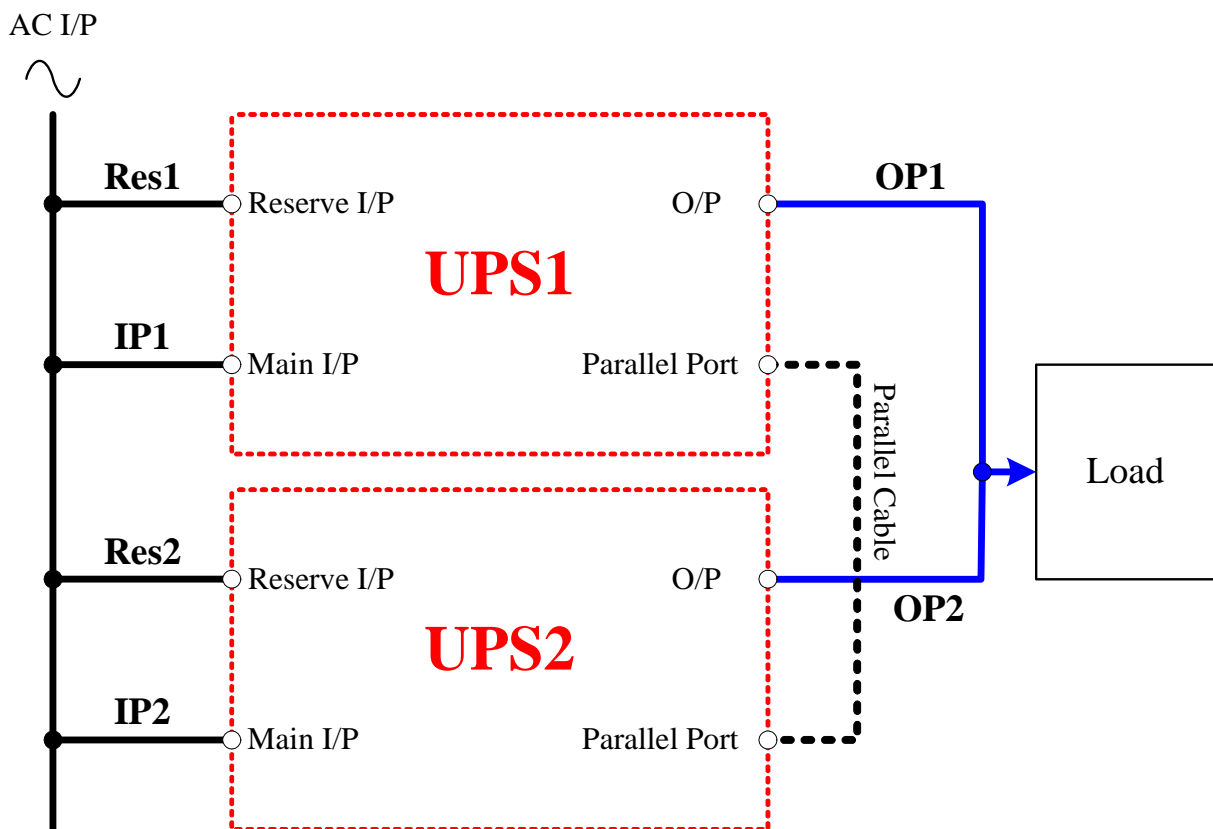 AC I/P
Res1
OP1
Reserve I/P
O/P
UPS1
IP1
Main I/P
Parallel Port
Parallel Cable
Load
Res2
Reserve I/P
O/P
OP2
UPS2
IP2
Main I/P
Parallel Port